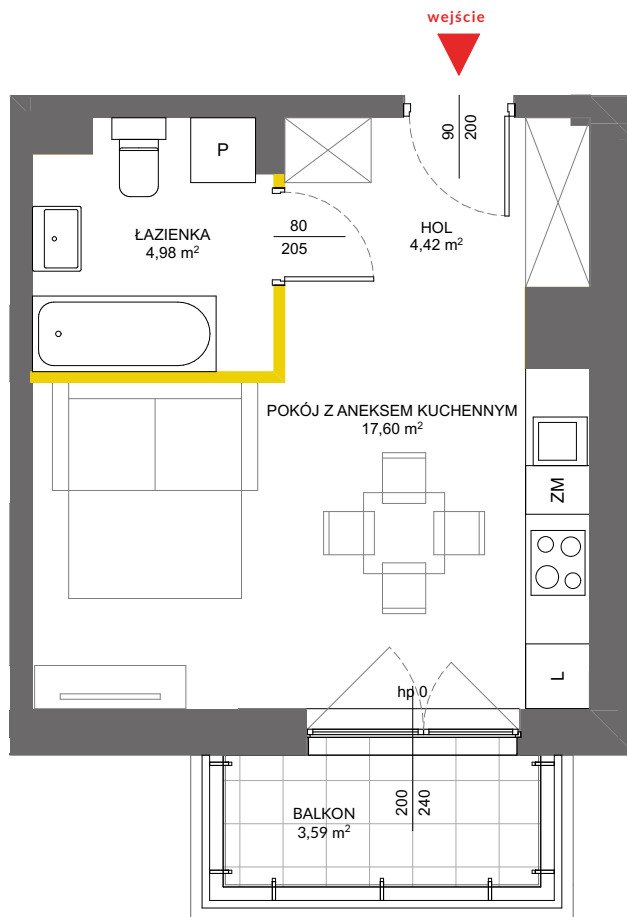 wejście
90
200
P
ŁAZIENKA
4,98 m²
80
205
HOL
4,42 m²
POKÓJ Z ANEKSEM KUCHENNYM
17,60 m²
ZM
L
hp 0
200
240
BALKON
3,59 m²